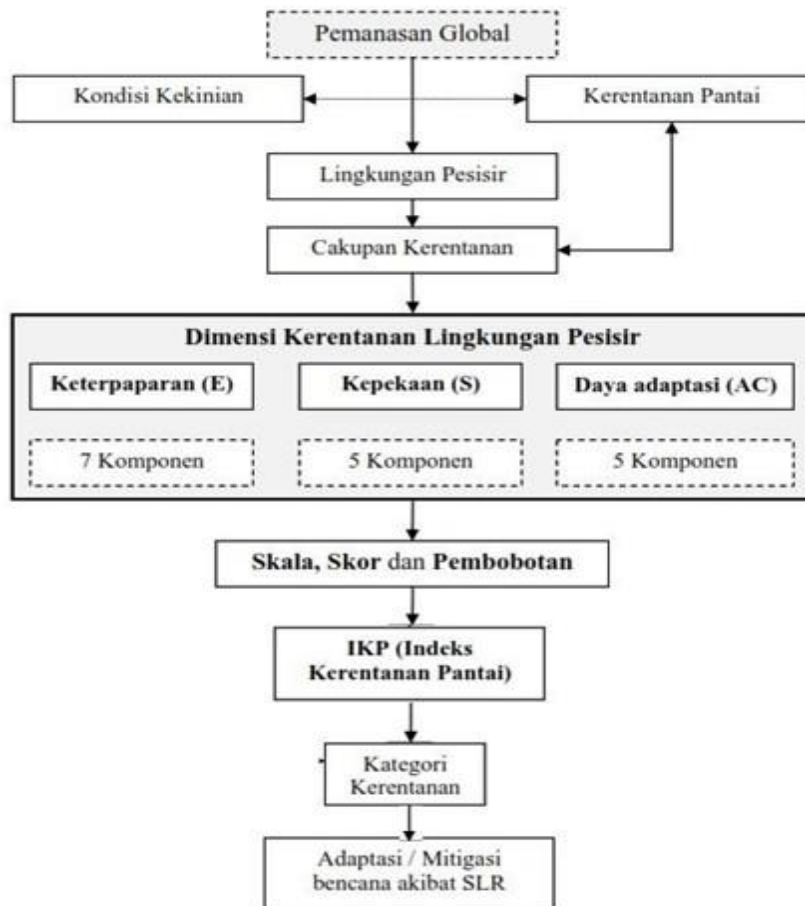 Pemanasan Global
Kondisi Kekinian
Kerentanan Pantai
Lingkungan Pesisir
Cakupan Kerentanan
Dimensi Kerentanan Lingkungan Pesisir
Keterpaparan (E)
Kepekaan (S)
Daya adaptasi (AC)
7 Komponen
5 Komponen
5 Komponen
Skala, Skor dan Pembobotan
IKP (Indeks
Kerentanan Pantai)
Kategori
Kerentanan
Adaptasi / Mitigasi
bencana akibat SLR